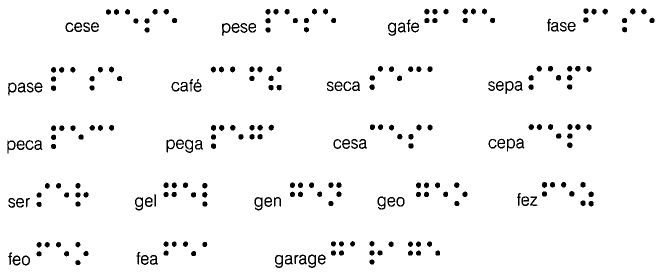 cese ⠉⠑⠎⠑ pese ⠏⠑⠎⠑ gafe ⠛⠁⠋⠑ fase ⠋⠁⠎⠑
pase ⠏⠁⠎⠑ café ⠉⠁⠋⠮ seca ⠎⠑⠉⠁ sepa ⠎⠑⠏⠁
peca ⠏⠑⠉⠁ pega ⠏⠑⠛⠁ cesa ⠉⠑⠎⠁ cepa ⠉⠑⠏⠁
ser ⠎⠑⠗ gel ⠛⠑⠇ gen ⠛⠑⠝ geo ⠛⠑⠕ fez ⠋⠑⠵
feo ⠋⠑⠕ fea ⠋⠑⠁ garage ⠛⠁⠗⠁⠛⠑